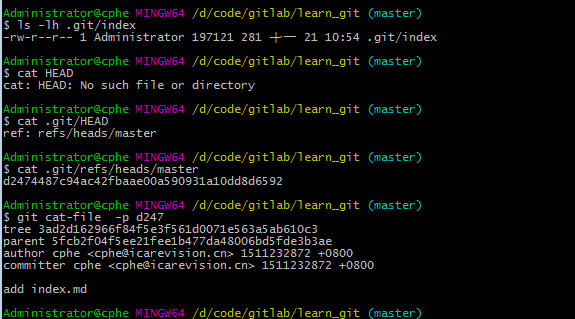 Administrator@cphe MINGW64 /d/code/gitlab/learn_git (master)
$ ls -lh .git/index
-rw-r--r-- 1 Administrator 197121 281 十一 21 10:54 .git/index
Administrator@cphe MINGW64 /d/code/gitlab/learn_git (master)
$ cat HEAD
cat: HEAD: No such file or directory
Administrator@cphe MINGW64 /d/code/gitlab/learn_git (master)
$ cat .git/HEAD
ref: refs/heads/master
Administrator@cphe MINGW64 /d/code/gitlab/learn_git (master)
$ cat .git/refs/heads/master
d2474487c94ac42fbaae00a590931a10dd8d6592
Administrator@cphe MINGW64 /d/code/gitlab/learn_git (master)
$ git cat-file  -p d247
tree 3ad2d162966f84f5e3f561d0071e563a5ab610c3
parent 5fcb2f04f5ee21fee1b477da48006bd5fde3b3ae
author cphe <cphe@icarevision.cn> 1511232872 +0800
committer cphe <cphe@icarevision.cn> 1511232872 +0800
add index.md
Administrator@cphe MINGW64 /d/code/gitlab/learn_git (master)